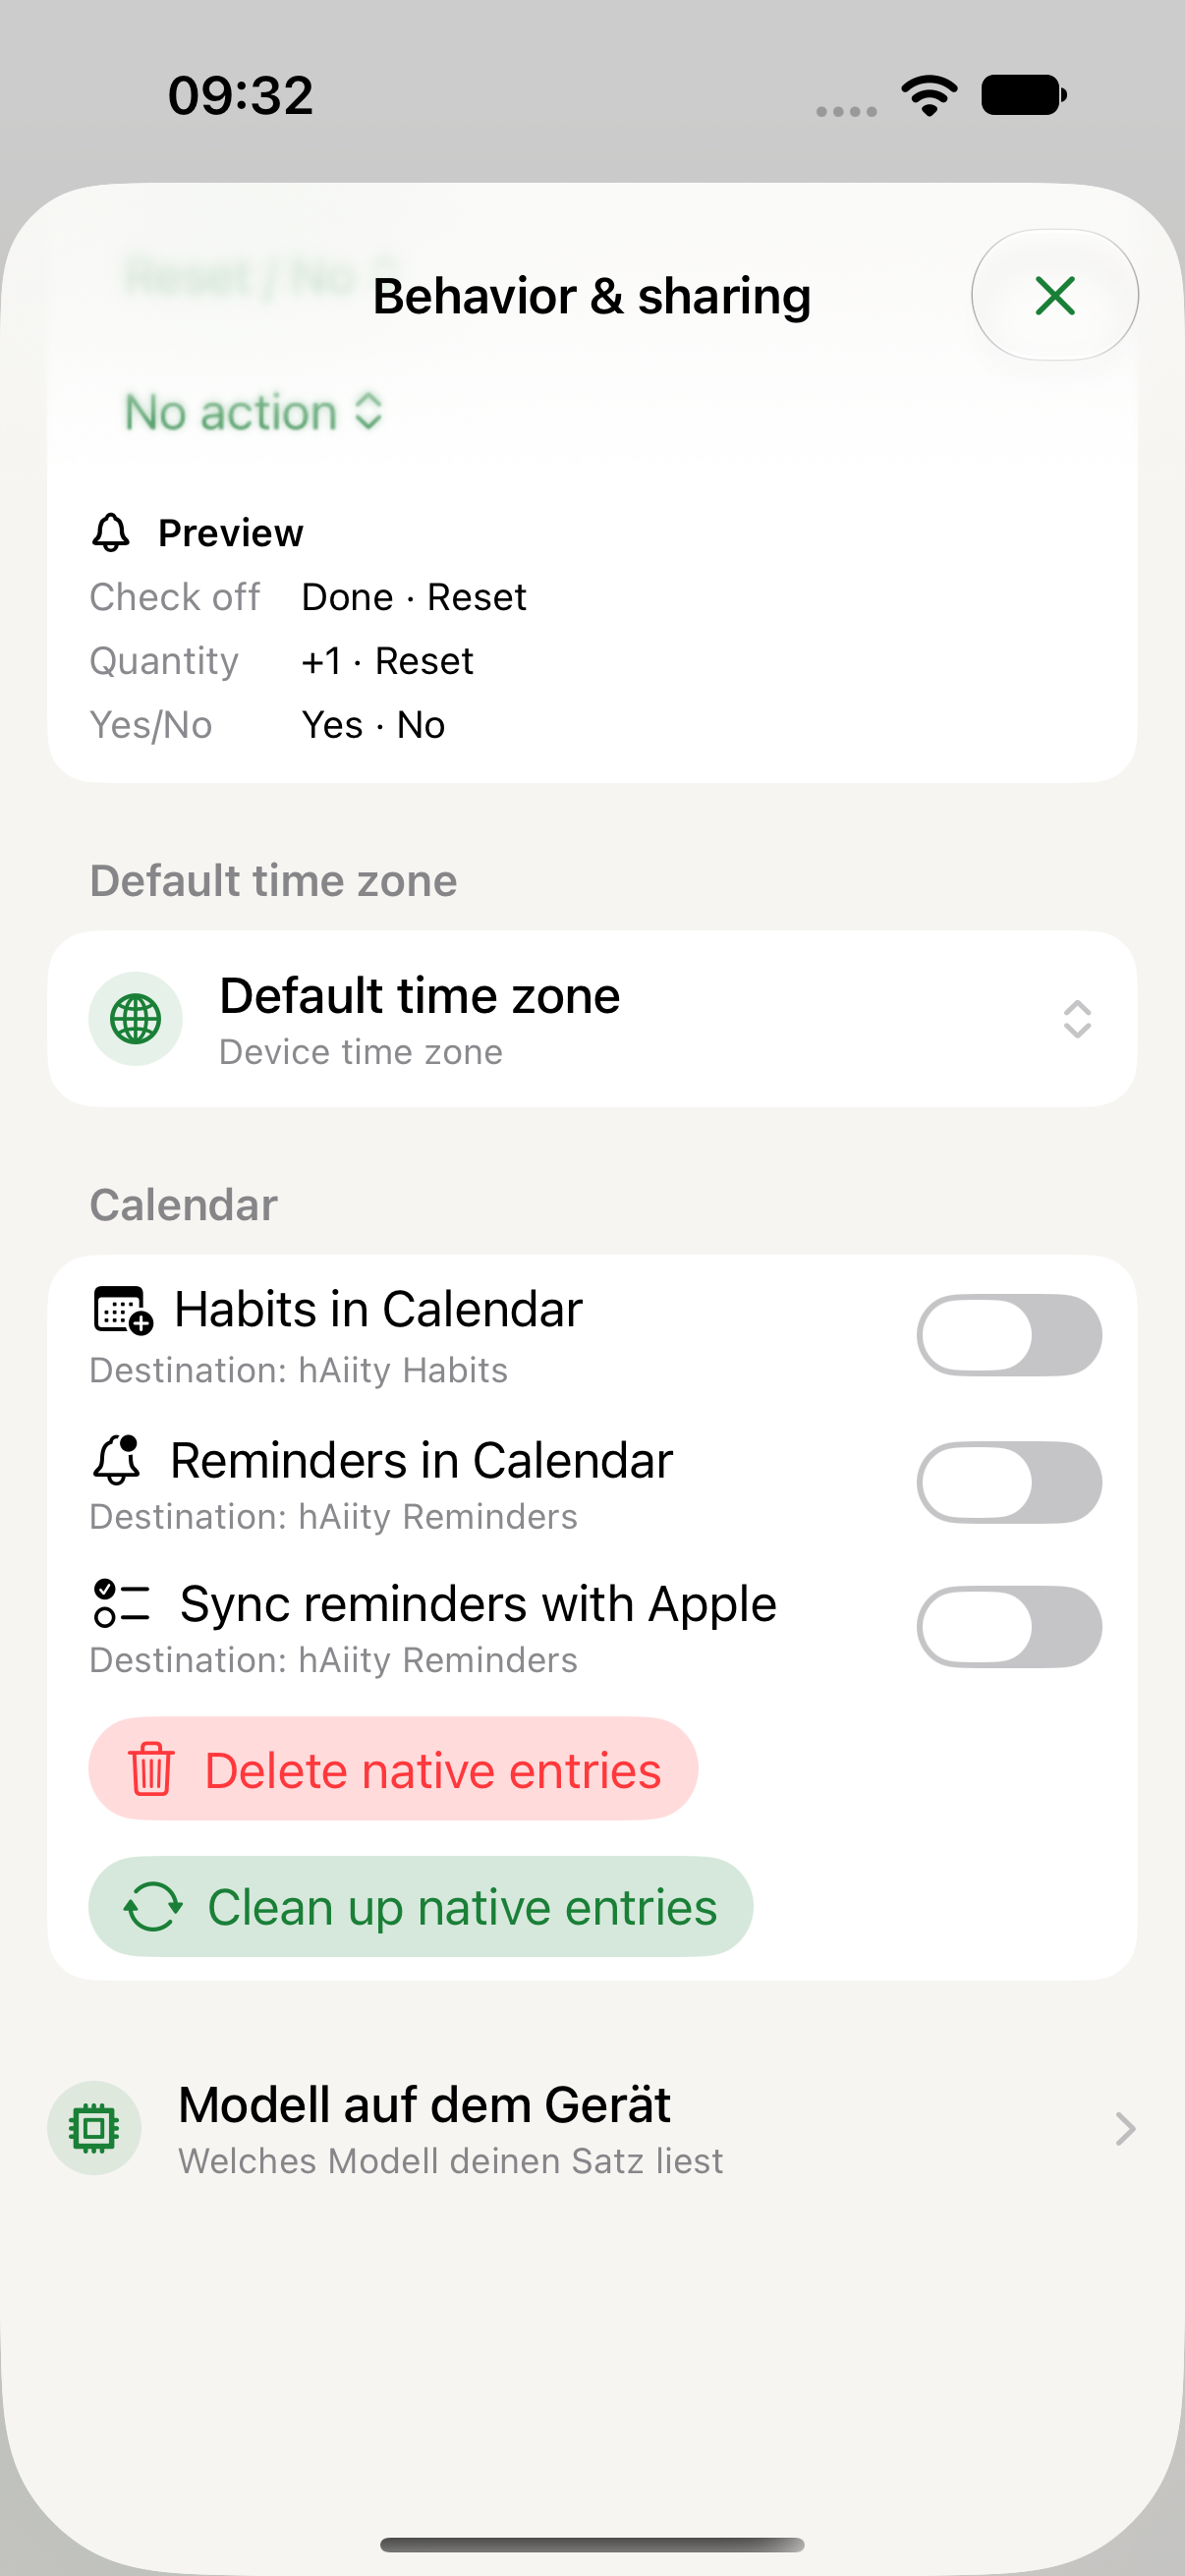 09:32
Reset / No
Behavior & sharing
No action
Preview
Check off Done · Reset
Quantity +1 · Reset
Yes/No Yes · No
Default time zone
Default time zone
Device time zone
Calendar
Habits in Calendar
Destination: hAiity Habits
Reminders in Calendar
Destination: hAiity Reminders
Sync reminders with Apple
Destination: hAiity Reminders
Delete native entries
Clean up native entries
Modell auf dem Gerät
Welches Modell deinen Satz liest